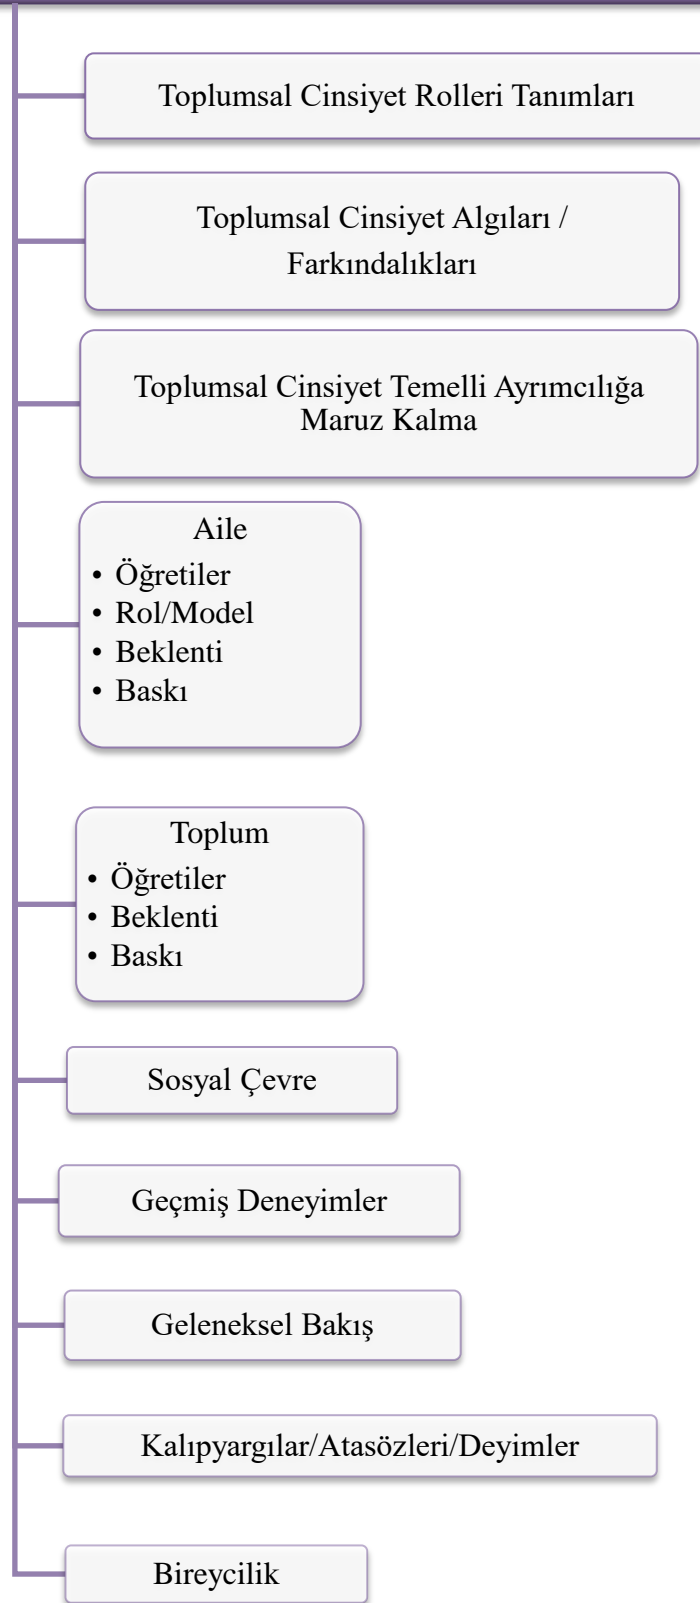 Toplumsal Cinsiyet Rolleri Tanımları
Toplumsal Cinsiyet Algıları /
Farkındalıkları
Toplumsal Cinsiyet Temelli Ayrımcılığa
Maruz Kalma
Aile
• Öğretiler
• Rol/Model
• Beklenti
• Baskı
Toplum
• Öğretiler
• Beklenti
• Baskı
Sosyal Çevre
Geçmiş Deneyimler
Geleneksel Bakış
Kalıpyargılar/Atasözleri/Deyimler
Bireycilik